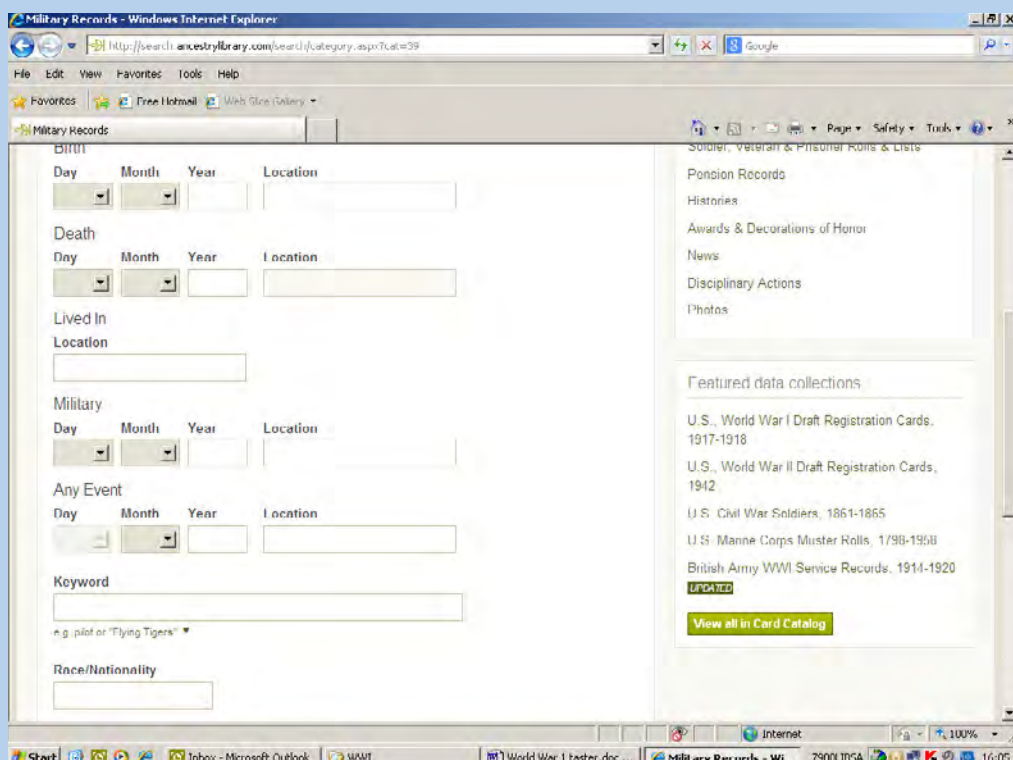 Military Records - Windows Internet Explorer
http://search.ancestrylibrary.com/search/category.aspx?cat=39
Google
File Edit View Favorites Tools Help
Favorites Free Hotmail Web Slice Gallery
Military Records
Page Safety Tools
Birth
Day Month Year Location
Death
Day Month Year Location
Lived In
Location
Military
Day Month Year Location
Any Event
Day Month Year Location
Keyword
e.g. pilot or "Flying Tigers"
Race/Nationality
Soldier, Veteran & Prisoner Rolls & Lists
Pension Records
Histories
Awards & Decorations of Honor
News
Disciplinary Actions
Photos
Featured data collections
U.S., World War I Draft Registration Cards,
1917-1918
U.S., World War II Draft Registration Cards,
1942
U.S. Civil War Soldiers, 1861-1865
U.S. Marine Corps Muster Rolls, 1798-1958
British Army WWI Service Records, 1914-1920
UPDATED
View all in Card Catalog
Internet 100%
Start Inbox - Microsoft Outlook WWI World War 1 taster.doc ... Military Records - Wi... 16:05